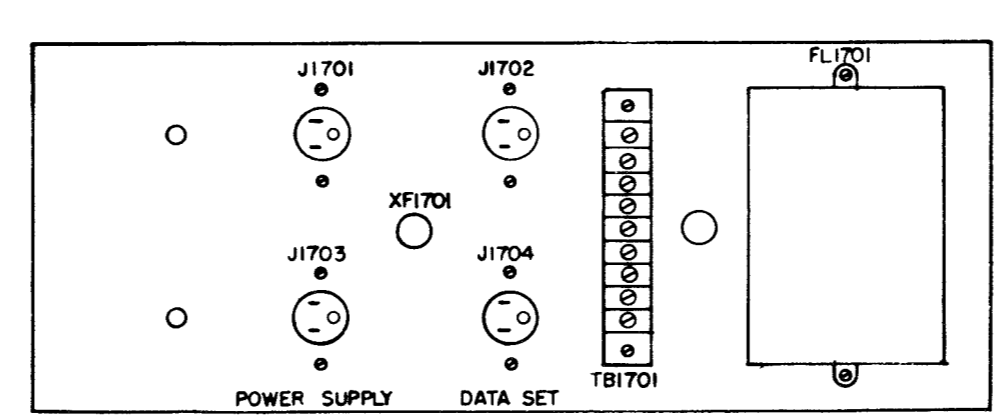 FL1701
J1701
J1702
XF1701
J1703
J1704
TB1701
POWER SUPPLY
DATA SET